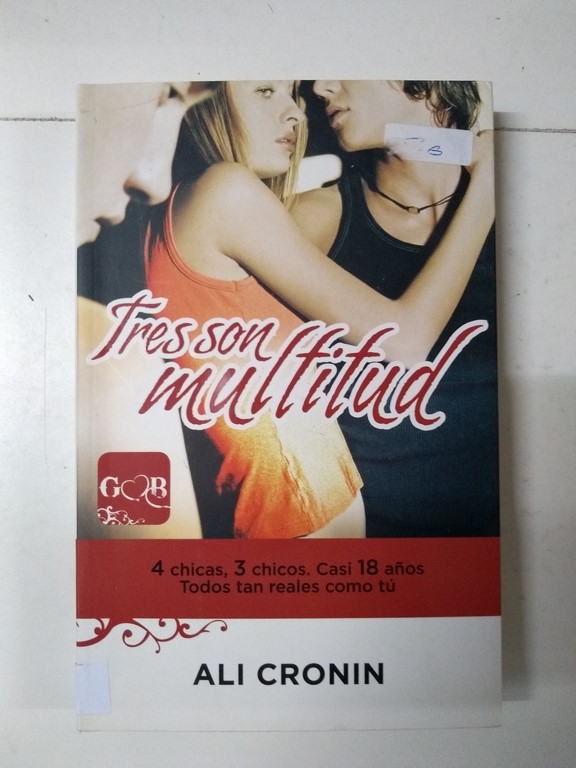 Tres son
multitud
G B
4 chicas, 3 chicos. Casi 18 años
Todos tan reales como tú
ALI CRONIN